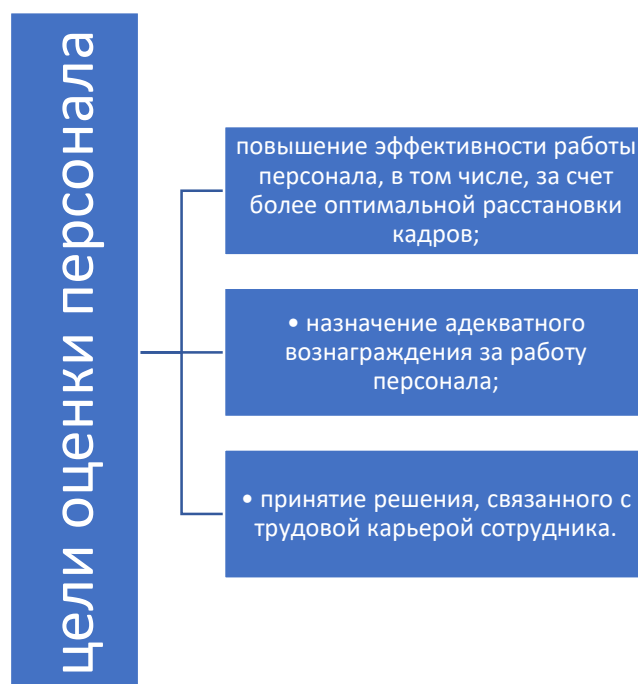 цели оценки персонала
повышение эффективности работы
персонала, в том числе, за счет
более оптимальной расстановки
кадров;
• назначение адекватного
вознаграждения за работу
персонала;
• принятие решения, связанного с
трудовой карьерой сотрудника.